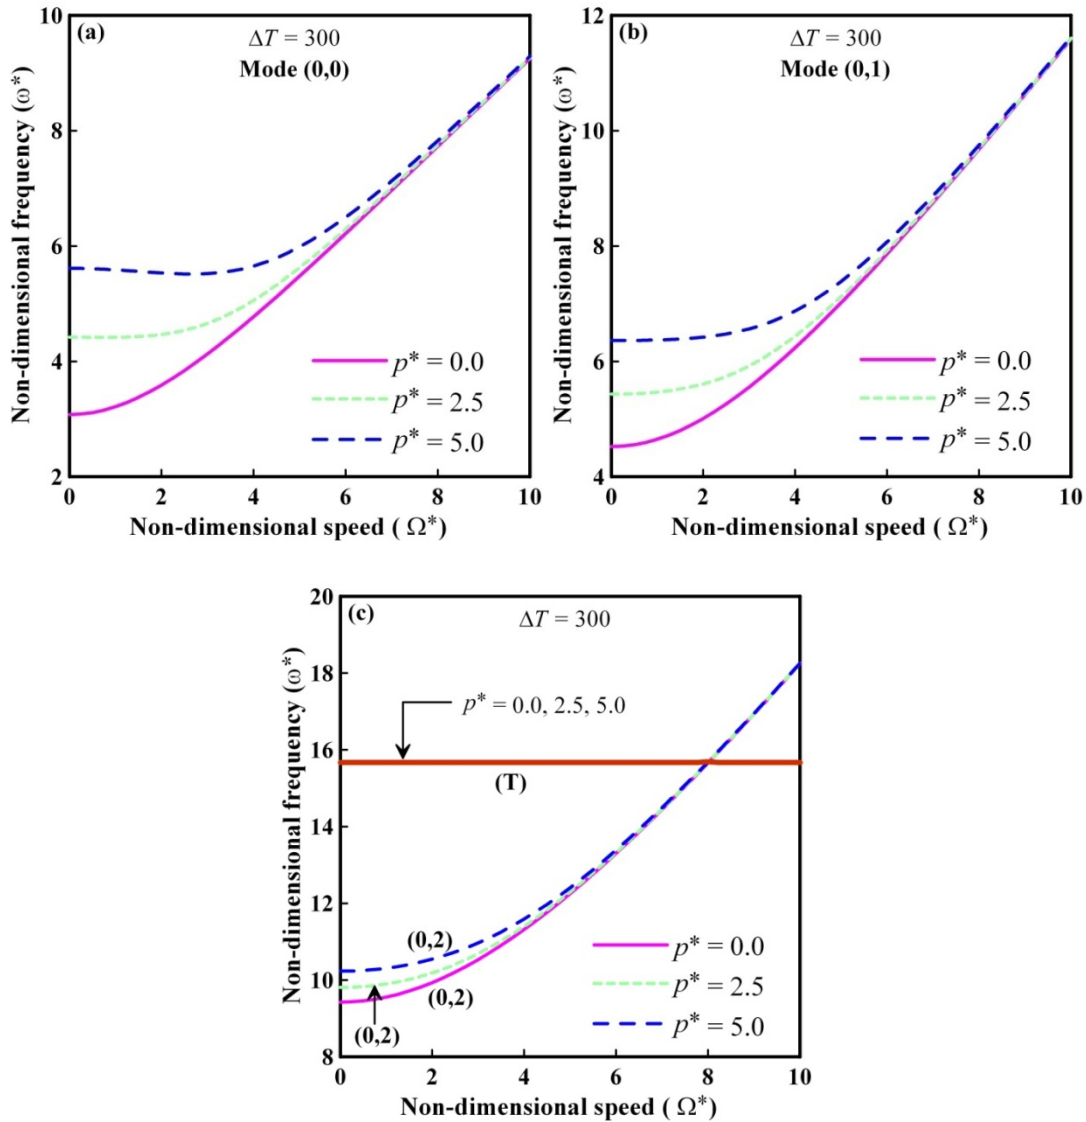 (a)
ΔT = 300
Mode (0,0)
Non-dimensional frequency (ω*)
10
8
6
4
2
p* = 0.0
p* = 2.5
p* = 5.0
0 2 4 6 8 10
Non-dimensional speed ( Ω*)
(b)
ΔT = 300
Mode (0,1)
Non-dimensional frequency (ω*)
12
10
8
6
4
p* = 0.0
p* = 2.5
p* = 5.0
0 2 4 6 8 10
Non-dimensional speed ( Ω*)
(c)
ΔT = 300
Non-dimensional frequency (ω*)
20
18
16
14
12
10
8
p* = 0.0, 2.5, 5.0
(T)
(0,2)
(0,2)
(0,2)
p* = 0.0
p* = 2.5
p* = 5.0
0 2 4 6 8 10
Non-dimensional speed ( Ω*)